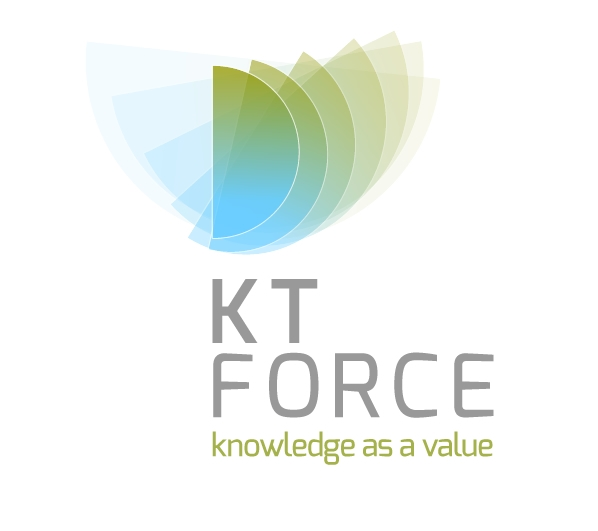 KT
FORCE
knowledge as a value